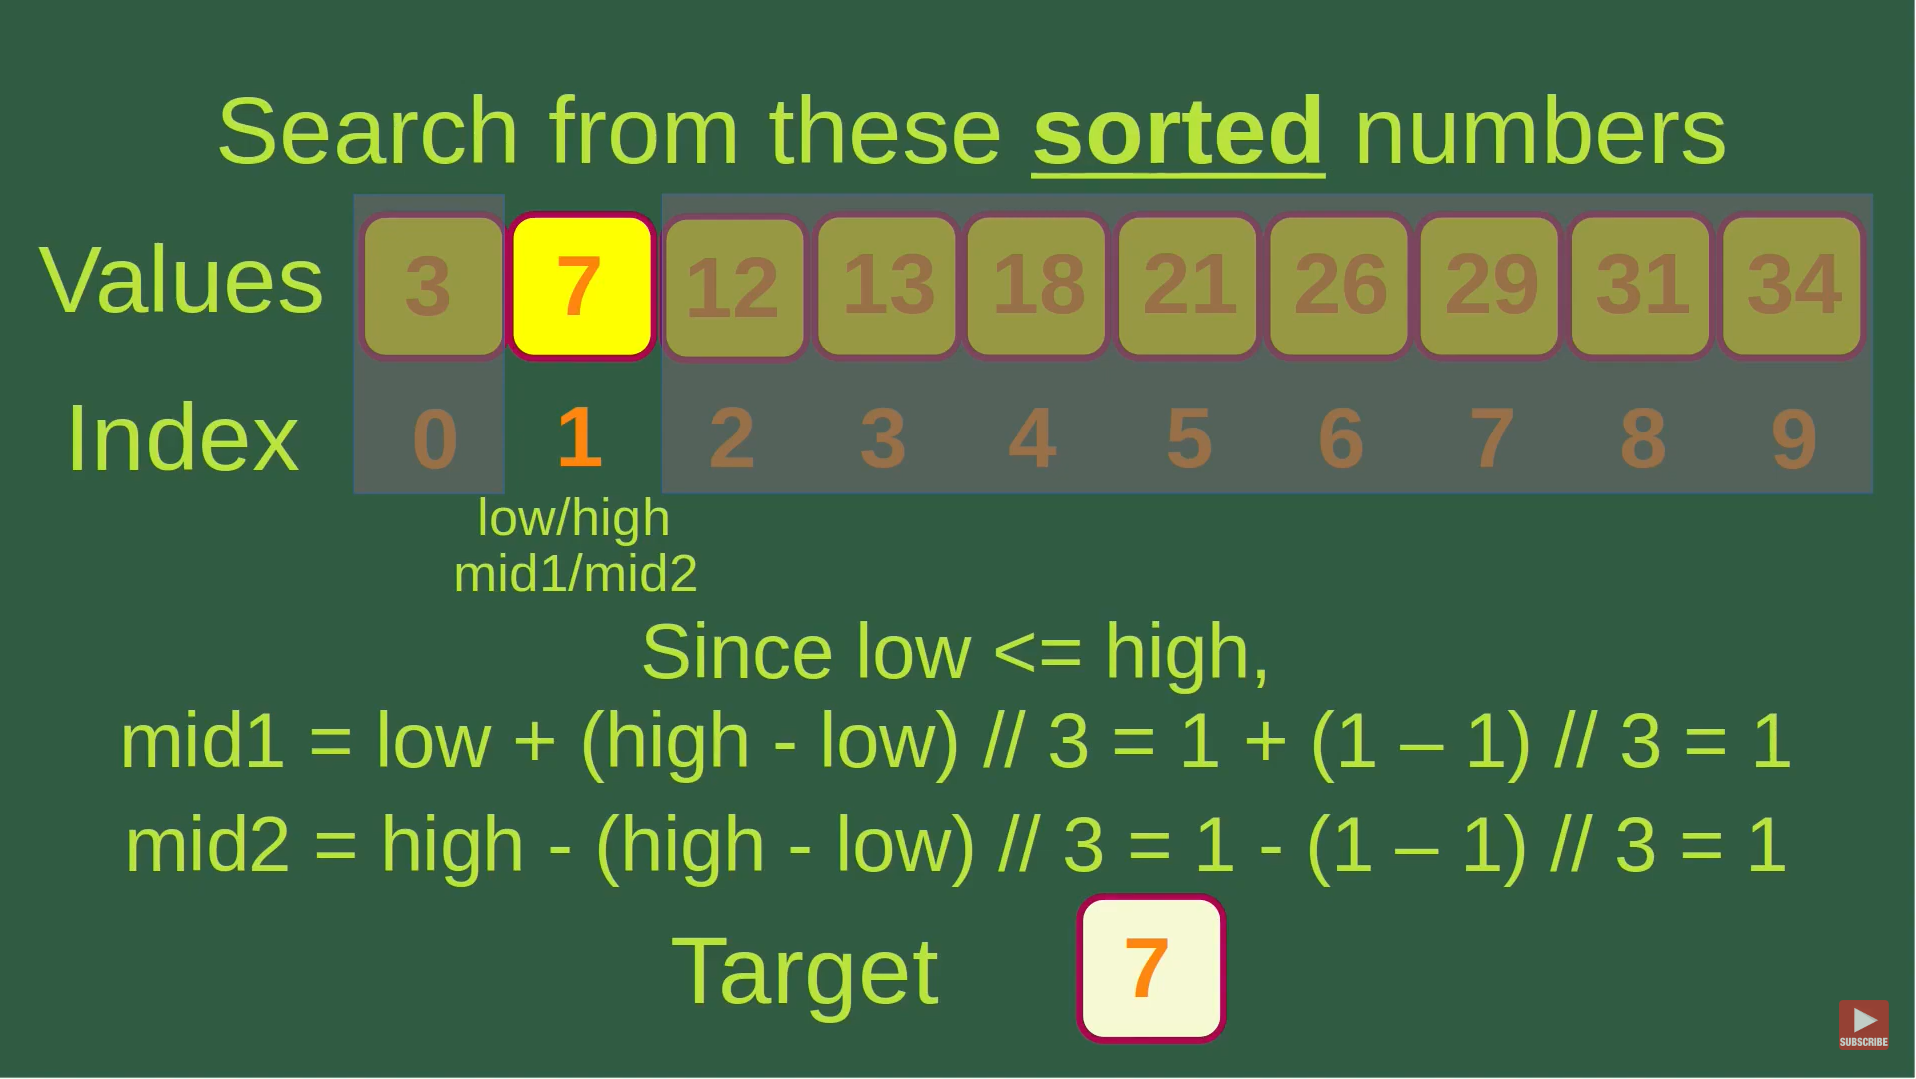 Search from these sorted numbers
Values 3 7 12 13 18 21 26 29 31 34
Index 0 1 2 3 4 5 6 7 8 9
low/high
mid1/mid2
Since low <= high,
mid1 = low + (high - low) // 3 = 1 + (1 – 1) // 3 = 1
mid2 = high - (high - low) // 3 = 1 - (1 – 1) // 3 = 1
Target 7
SUBSCRIBE